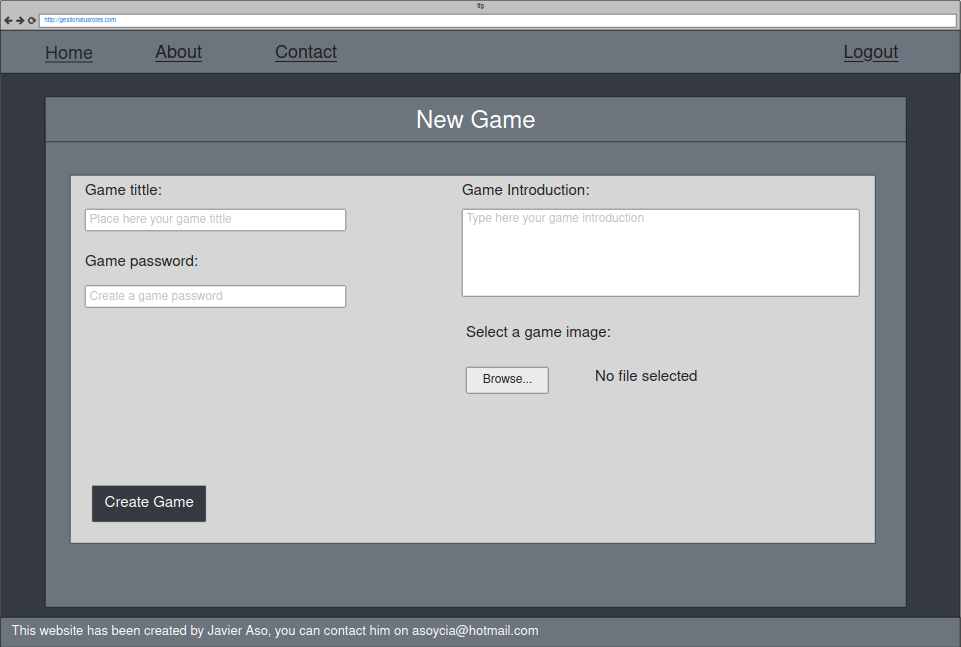 tfg
http://gestionatusroles.com
Home About Contact Logout
New Game
Game tittle:
Place here your game tittle
Game password:
Create a game password
Game Introduction:
Type here your game introduction
Select a game image:
Browse... No file selected
Create Game
This website has been created by Javier Aso, you can contact him on asoycia@hotmail.com